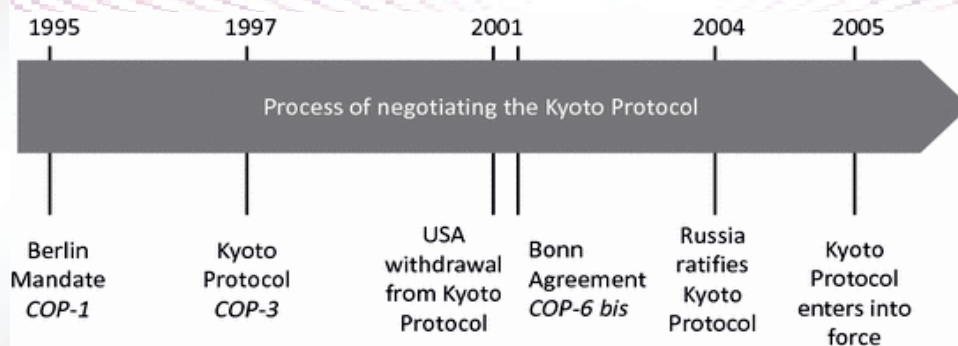 1995
1997
2001
2004
2005
Process of negotiating the Kyoto Protocol
Berlin
Mandate
COP-1
Kyoto
Protocol
COP-3
USA
withdrawal
from Kyoto
Protocol
Bonn
Agreement
COP-6 bis
Russia
ratifies
Kyoto
Protocol
Kyoto
Protocol
enters into
force